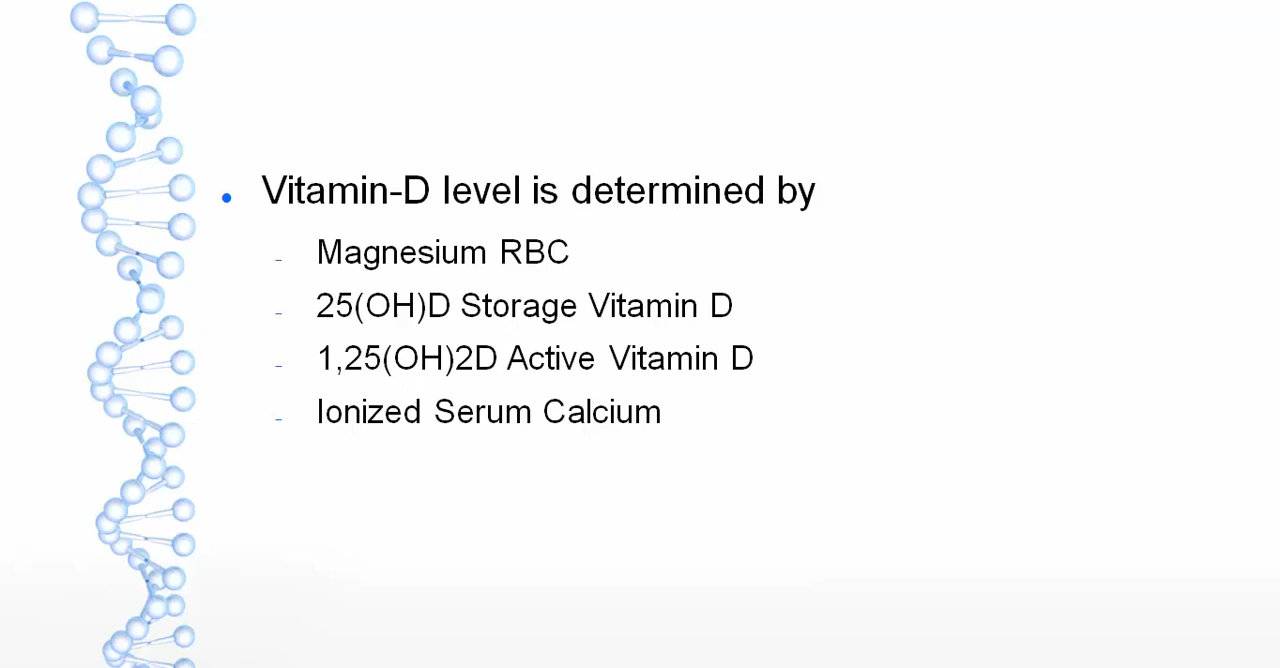 • Vitamin-D level is determined by
- Magnesium RBC
- 25(OH)D Storage Vitamin D
- 1,25(OH)2D Active Vitamin D
- Ionized Serum Calcium